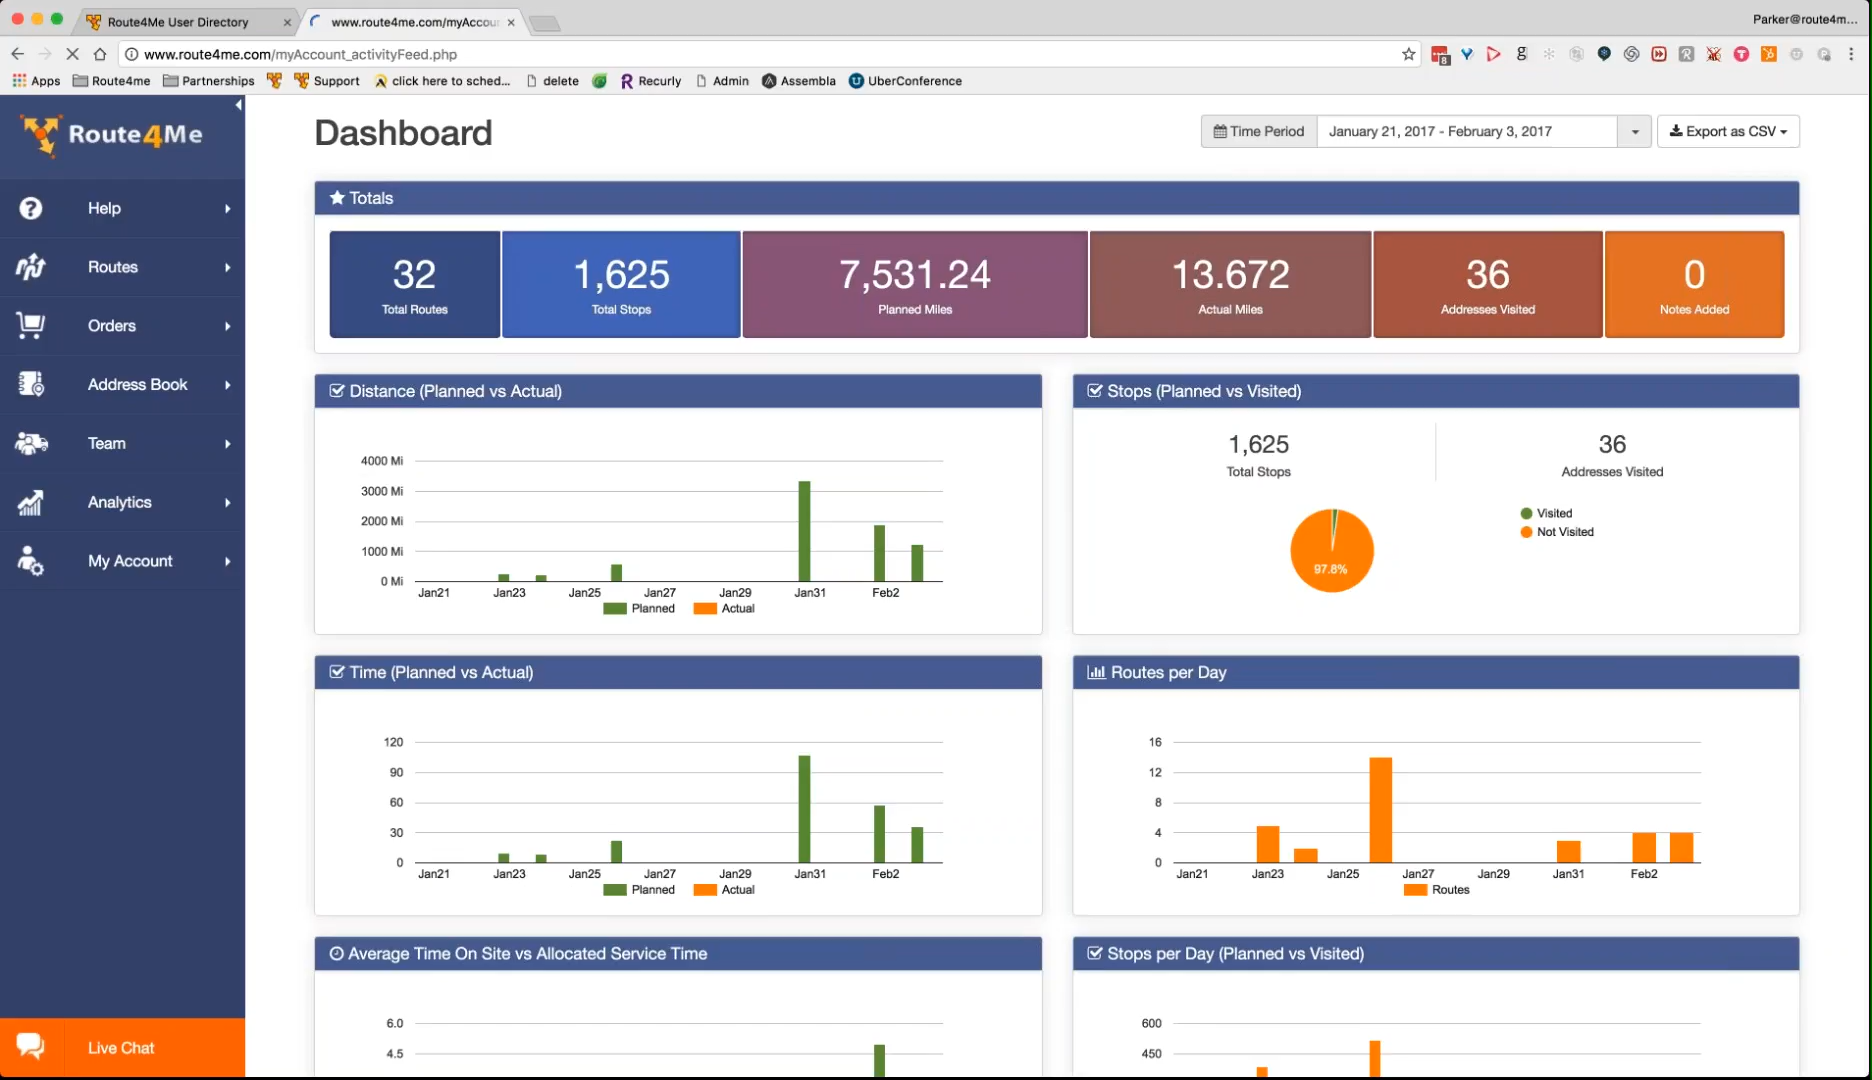 Route4Me User Directory
www.route4me.com/myAccou
Parker@route4m...
www.route4me.com/myAccount_activityFeed.php
8
Apps
Route4me
Partnerships
Support
click here to sched...
delete
Recurly
Admin
Assembla
UberConference
Route4Me
Help
Routes
Orders
Address Book
Team
Analytics
My Account
Live Chat
Dashboard
Time Period
January 21, 2017 - February 3, 2017
Export as CSV
Totals
32
Total Routes
1,625
Total Stops
7,531.24
Planned Miles
13.672
Actual Miles
36
Addresses Visited
0
Notes Added
Distance (Planned vs Actual)
4000 Mi
3000 Mi
2000 Mi
1000 Mi
0 Mi
Jan21 Jan23 Jan25 Jan27 Jan29 Jan31 Feb2
Planned Actual
Stops (Planned vs Visited)
1,625
Total Stops
36
Addresses Visited
97.8%
Visited
Not Visited
Time (Planned vs Actual)
120
90
60
30
0
Jan21 Jan23 Jan25 Jan27 Jan29 Jan31 Feb2
Planned Actual
Routes per Day
16
12
8
4
0
Jan21 Jan23 Jan25 Jan27 Jan29 Jan31 Feb2
Routes
Average Time On Site vs Allocated Service Time
6.0
4.5
Stops per Day (Planned vs Visited)
600
450